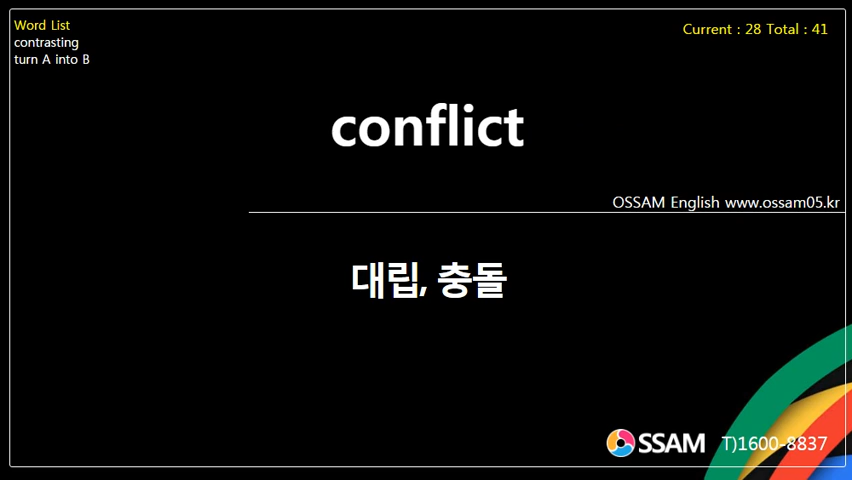 Word List
contrasting
turn A into B
Current : 28 Total : 41
conflict
OSSAM English www.ossam05.kr
대립, 충돌
OSSAM T)1600-8837